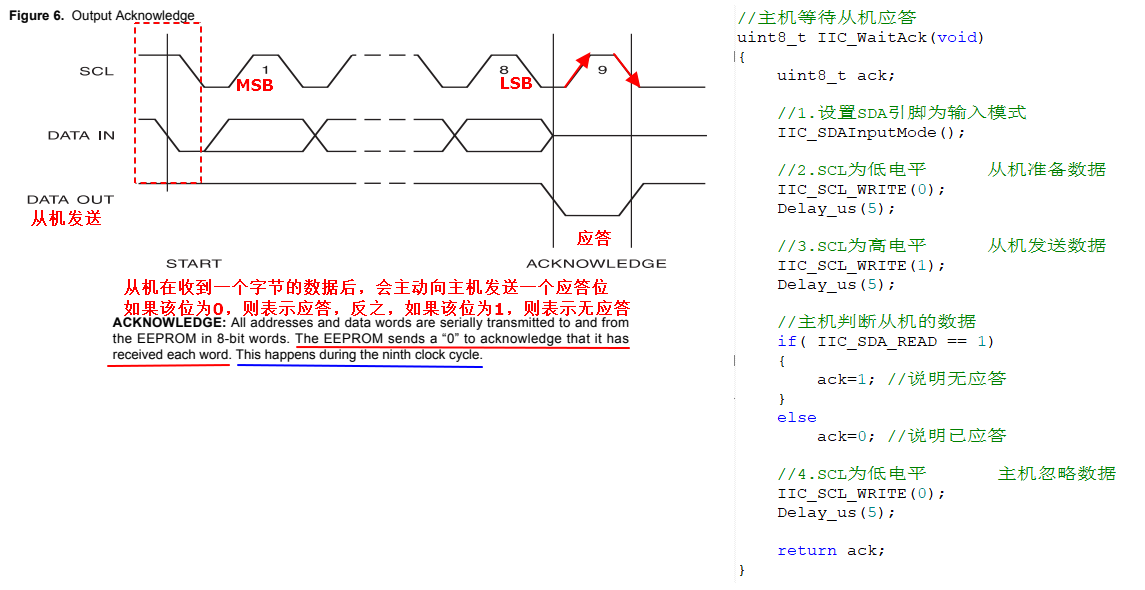 Figure 6. Output Acknowledge
SCL
1
MSB
8
LSB
9
DATA IN
DATA OUT
从机发送
应答
START
ACKNOWLEDGE
从机在收到一个字节的数据后，会主动向主机发送一个应答位
如果该位为0，则表示应答，反之，如果该位为1，则表示无应答
ACKNOWLEDGE: All addresses and data words are serially transmitted to and from
the EEPROM in 8-bit words. The EEPROM sends a “0” to acknowledge that it has
received each word. This happens during the ninth clock cycle.
//主机等待从机应答
uint8_t IIC_WaitAck(void)
{
uint8_t ack;
//1.设置SDA引脚为输入模式
IIC_SDAInputMode();
//2.SCL为低电平 从机准备数据
IIC_SCL_WRITE(0);
Delay_us(5);
//3.SCL为高电平 从机发送数据
IIC_SCL_WRITE(1);
Delay_us(5);
//主机判断从机的数据
if( IIC_SDA_READ == 1)
{
ack=1; //说明无应答
}
else
ack=0; //说明已应答
//4.SCL为低电平 主机忽略数据
IIC_SCL_WRITE(0);
Delay_us(5);
return ack;
}